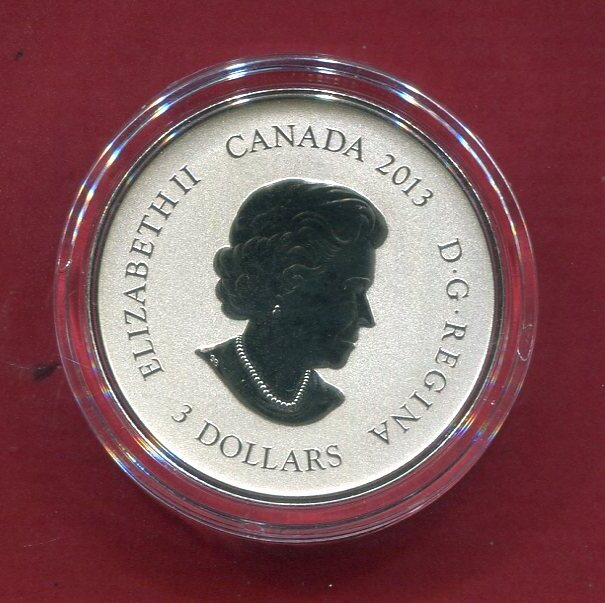 ELIZABETH II CANADA 2013 D·G·REGINA
3 DOLLARS